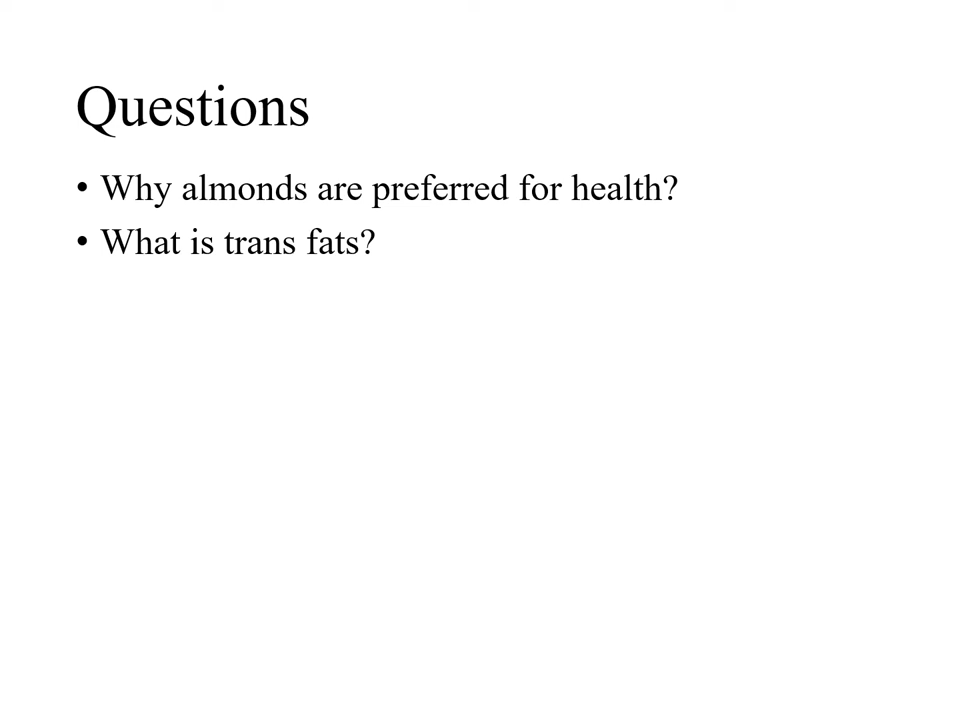 Questions
• Why almonds are preferred for health?
• What is trans fats?